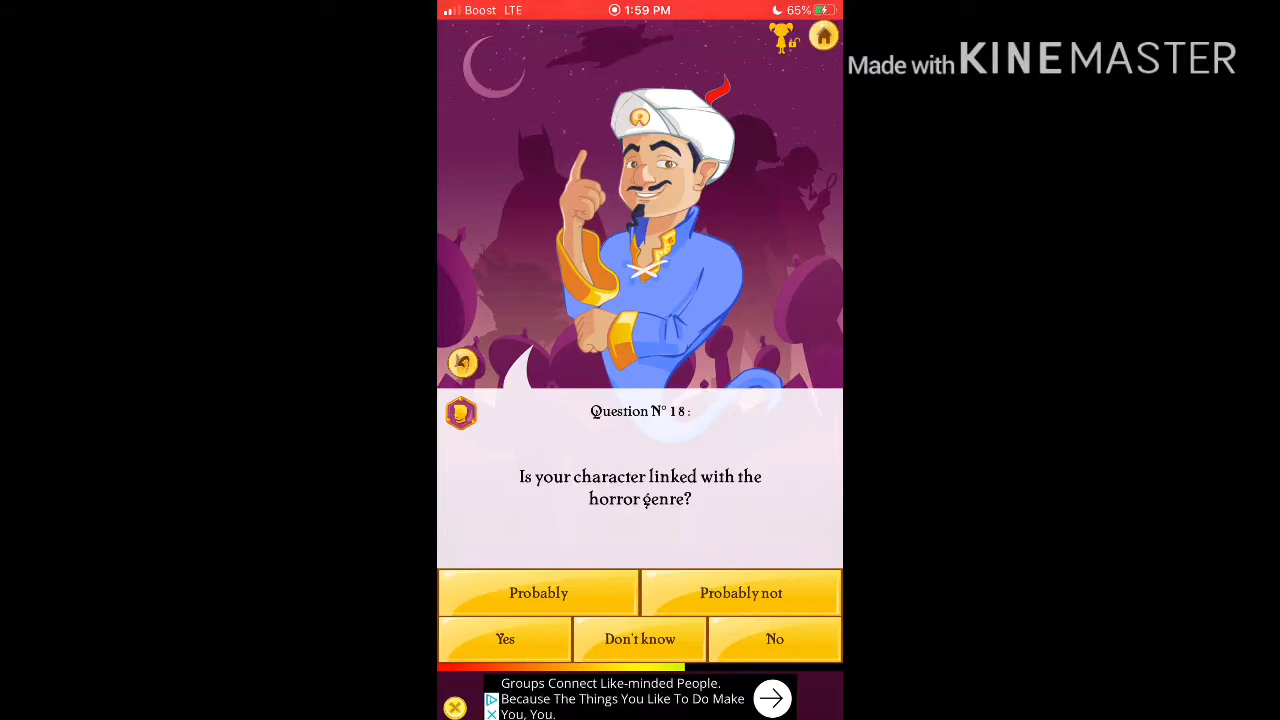 Boost LTE 1:59 PM 65%
Made with KINEMASTER
Question N° 18 :
Is your character linked with the
horror genre?
Probably Probably not
Yes Don't know No
Groups Connect Like-minded People.
Because The Things You Like To Do Make
You, You.